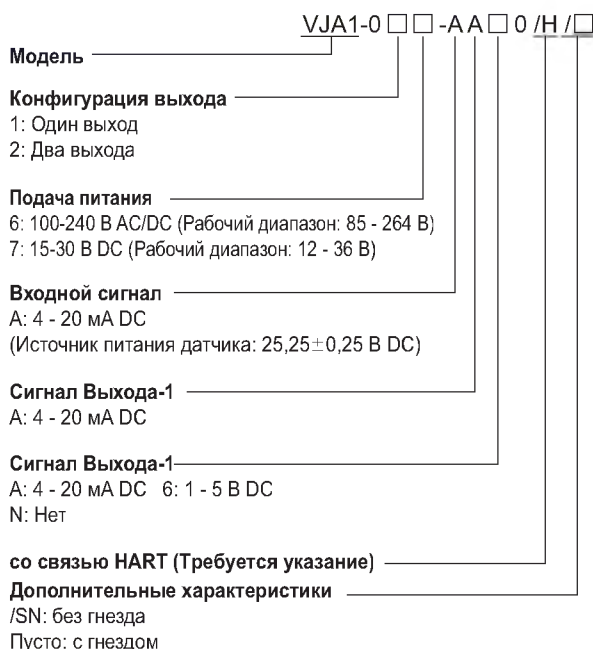 VJA1-0 □ □ -A A □ 0 /H /□
Модель
Конфигурация выхода
1: Один выход
2: Два выхода
Подача питания
6: 100-240 В AC/DC (Рабочий диапазон: 85 - 264 В)
7: 15-30 В DC (Рабочий диапазон: 12 - 36 В)
Входной сигнал
A: 4 - 20 мА DC
(Источник питания датчика: 25,25±0,25 В DC)
Сигнал Выхода-1
A: 4 - 20 мА DC
Сигнал Выхода-1
A: 4 - 20 мА DC 6: 1 - 5 В DC
N: Нет
со связью HART (Требуется указание)
Дополнительные характеристики
/SN: без гнезда
Пусто: с гнездом